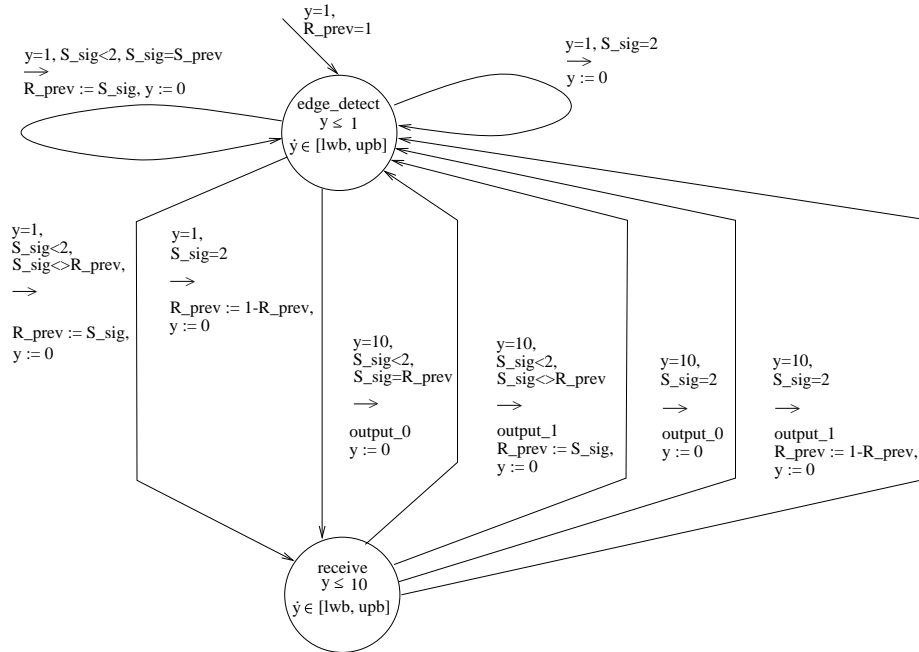 y=1,
R_prev=1
y=1, S_sig<2, S_sig=S_prev
R_prev := S_sig, y := 0
y=1, S_sig=2
y := 0
edge_detect
y ≤ 1
ẏ ∈ [lwb, upb]
y=1,
S_sig<2,
S_sig<>R_prev,
R_prev := S_sig,
y := 0
y=1,
S_sig=2
R_prev := 1-R_prev,
y := 0
y=10,
S_sig<2,
S_sig=R_prev
output_0
y := 0
y=10,
S_sig<2,
S_sig<>R_prev
output_1
R_prev := S_sig,
y := 0
y=10,
S_sig=2
output_0
y := 0
y=10,
S_sig=2
output_1
R_prev := 1-R_prev,
y := 0
receive
y ≤ 10
ẏ ∈ [lwb, upb]